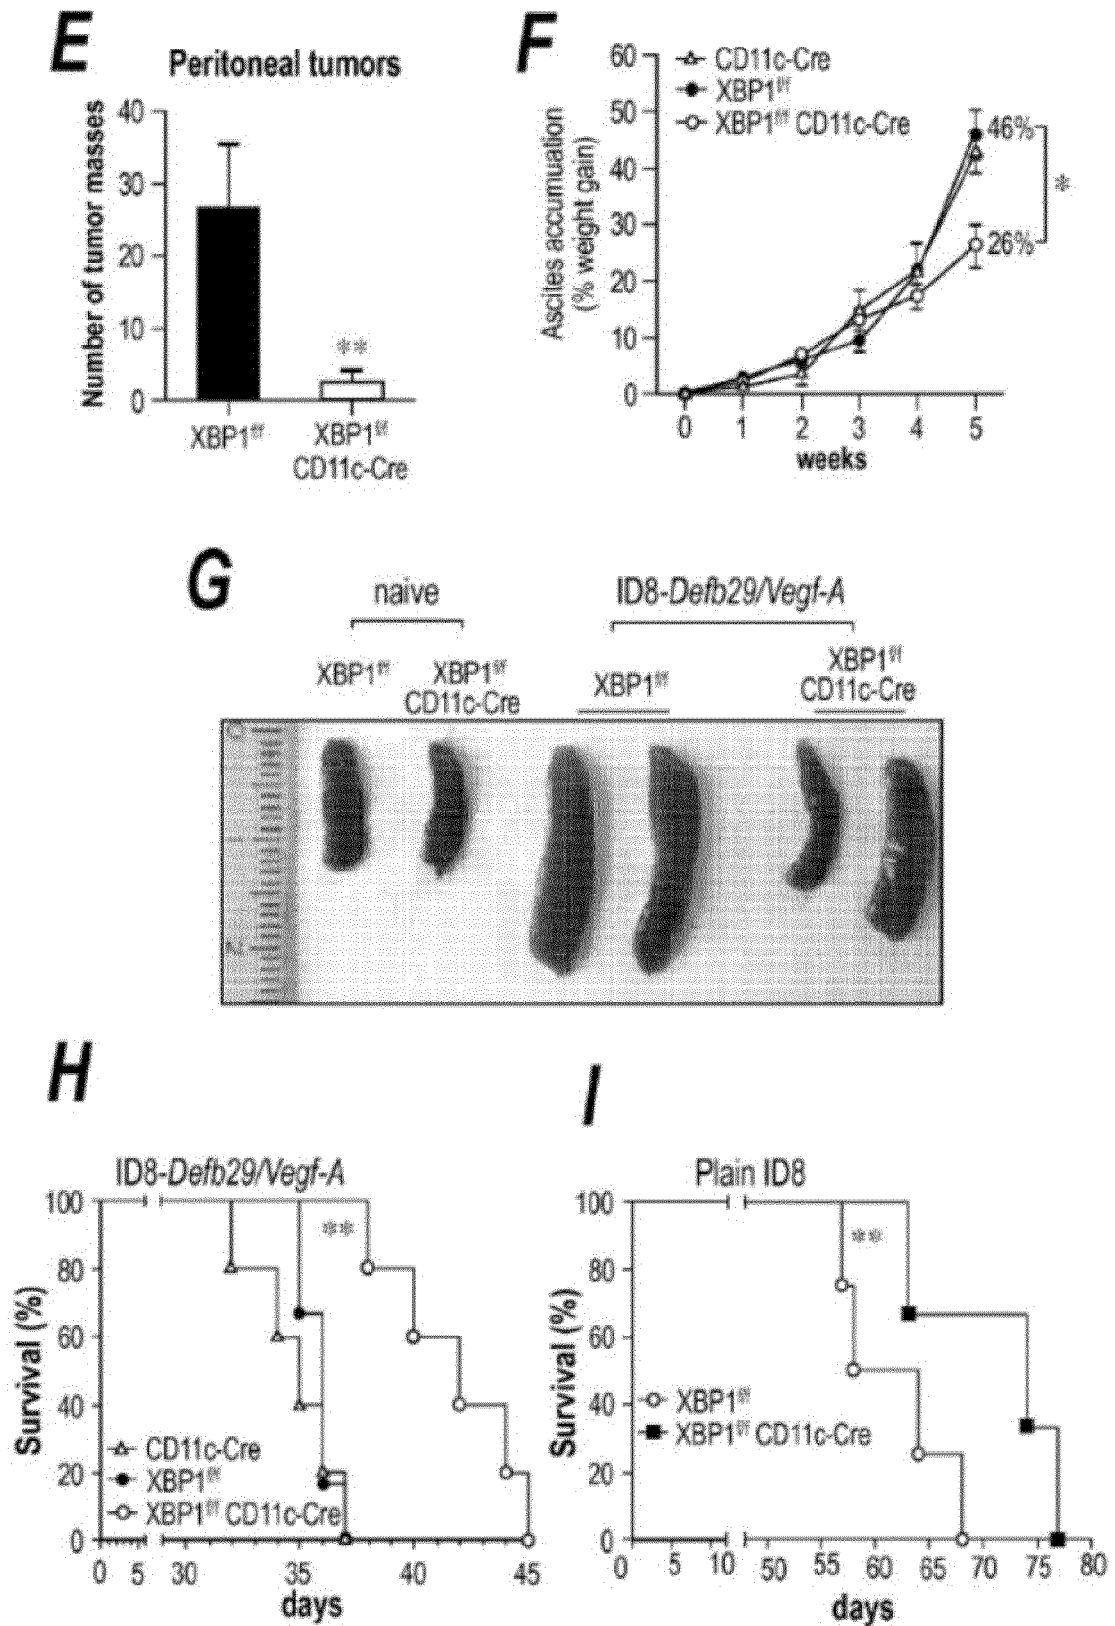 E
Peritoneal tumors
Number of tumor masses
40
30
20
10
0
**
XBP1f/f
XBP1f/f
CD11c-Cre
F
Ascites accumuation
(% weight gain)
60
50
40
30
20
10
0
CD11c-Cre
XBP1f/f
XBP1f/f CD11c-Cre
46%
*
26%
0 1 2 3 4 5
weeks
G
naive
ID8-Defb29/Vegf-A
XBP1f/f
XBP1f/f
CD11c-Cre
XBP1f/f
XBP1f/f
CD11c-Cre
0
1
2
H
ID8-Defb29/Vegf-A
Survival (%)
100
80
60
40
20
0
**
CD11c-Cre
XBP1f/f
XBP1f/f CD11c-Cre
0 5 30 35 40 45
days
I
Plain ID8
Survival (%)
100
80
60
40
20
0
**
XBP1f/f
XBP1f/f CD11c-Cre
0 5 10 50 55 60 65 70 75 80
days